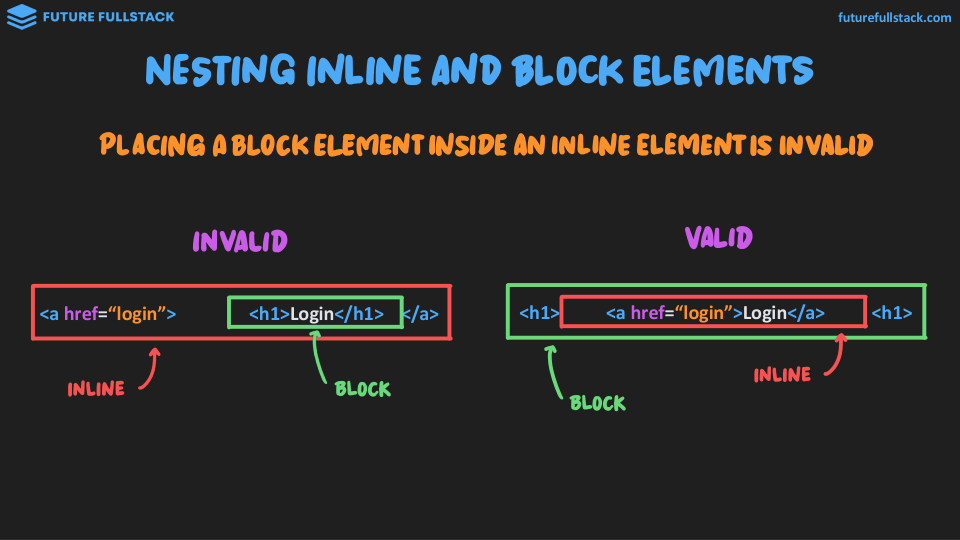 FUTURE FULLSTACK
futurefullstack.com
NESTING INLINE AND BLOCK ELEMENTS
PLACING A BLOCK ELEMENT INSIDE AN INLINE ELEMENT IS INVALID
INVALID
VALID
<a href=“login”> <h1>Login</h1> </a>
<h1> <a href=“login”>Login</a> <h1>
INLINE
BLOCK
INLINE
BLOCK